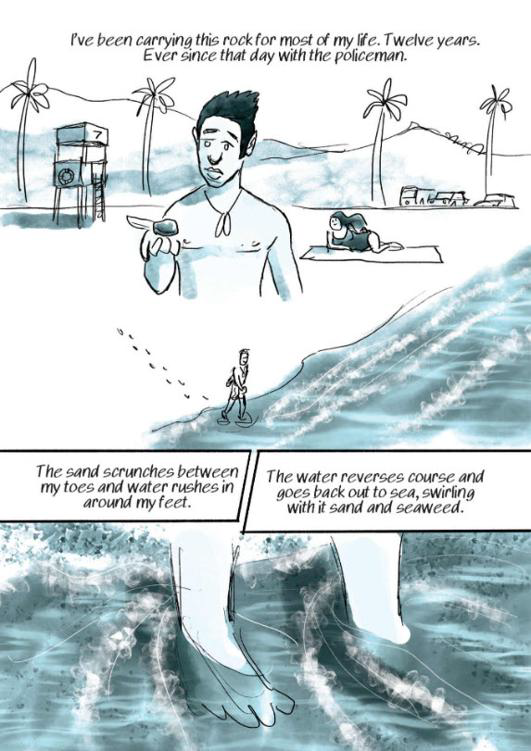 I've been carrying this rock for most of my life. Twelve years.
Ever since that day with the policeman.
7
The sand scrunches between
my toes and water rushes in
around my feet.
The water reverses course and
goes back out to sea, swirling
with it sand and seaweed.